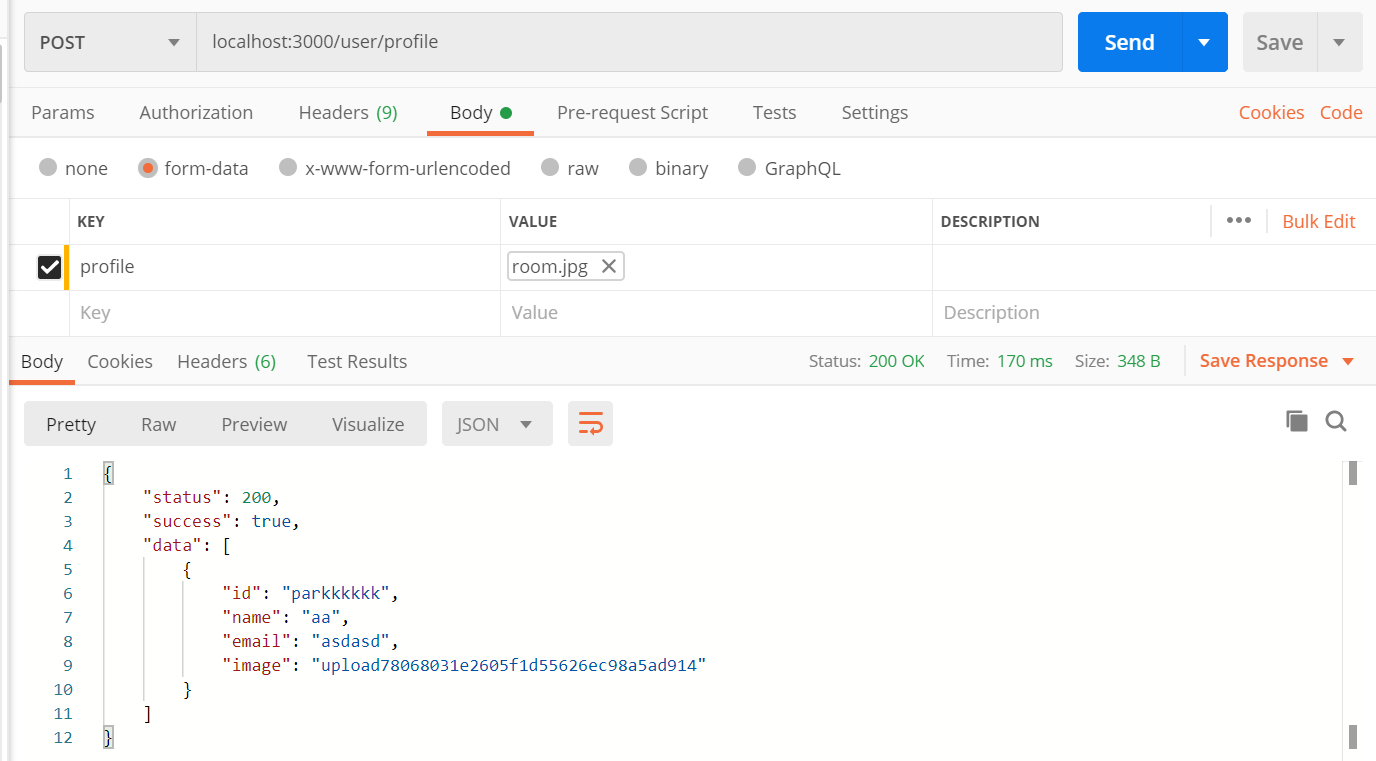 POST localhost:3000/user/profile Send Save
Params Authorization Headers (9) Body Pre-request Script Tests Settings Cookies Code
none form-data x-www-form-urlencoded raw binary GraphQL
KEY VALUE DESCRIPTION Bulk Edit
profile room.jpg
Key Value Description
Body Cookies Headers (6) Test Results Status: 200 OK Time: 170 ms Size: 348 B Save Response
Pretty Raw Preview Visualize JSON
1 {
2 "status": 200,
3 "success": true,
4 "data": [
5 {
6 "id": "parkkkkkk",
7 "name": "aa",
8 "email": "asdasd",
9 "image": "upload78068031e2605f1d55626ec98a5ad914"
10 }
11 ]
12 }